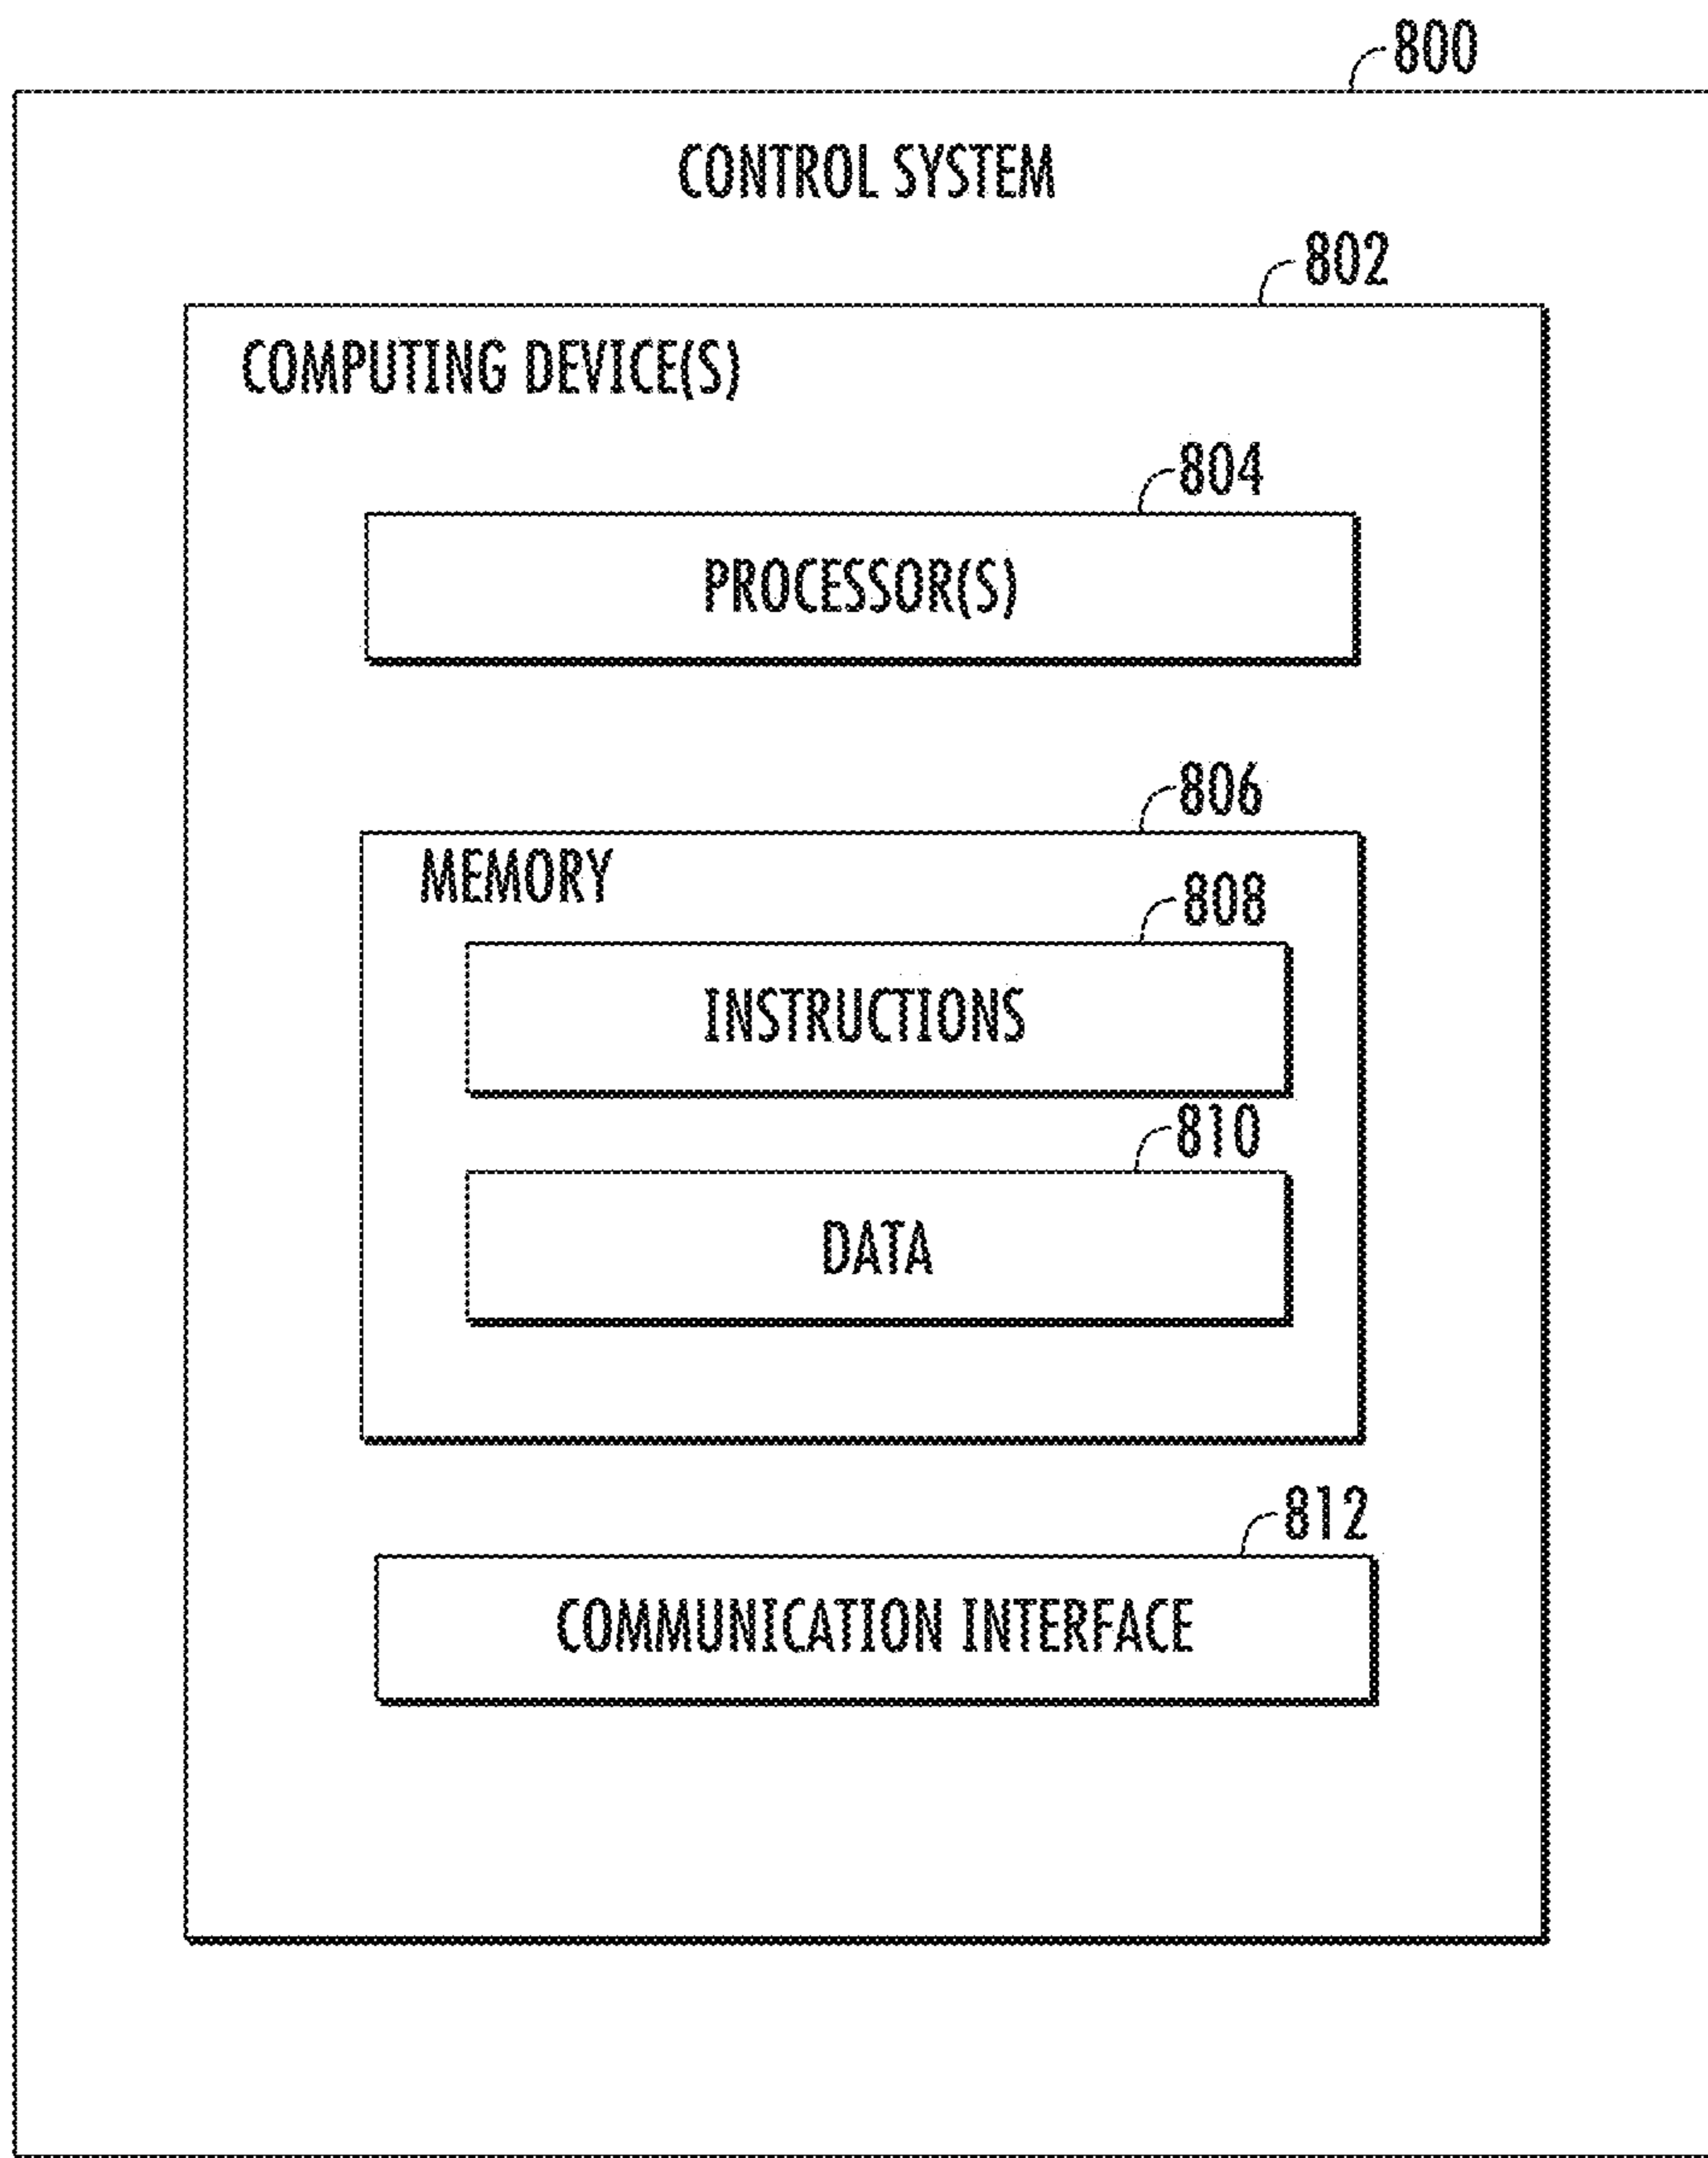 800
CONTROL SYSTEM
802
COMPUTING DEVICE(S)
804
PROCESSOR(S)
806
MEMORY
808
INSTRUCTIONS
810
DATA
812
COMMUNICATION INTERFACE